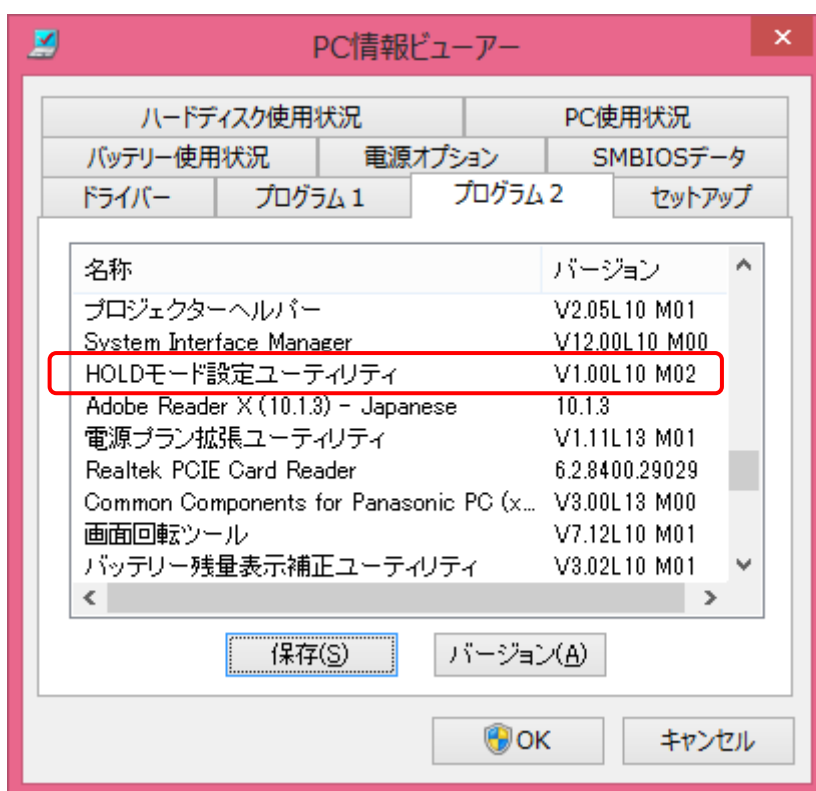 PC情報ビューアー
ハードディスク使用状況 PC使用状況
バッテリー使用状況 電源オプション SMBIOSデータ
ドライバー プログラム1 プログラム2 セットアップ
名称 バージョン
プロジェクターヘルパー V2.05L10 M01
System Interface Manager V12.00L10 M00
HOLDモード設定ユーティリティ V1.00L10 M02
Adobe Reader X (10.1.3) - Japanese 10.1.3
電源プラン拡張ユーティリティ V1.11L13 M01
Realtek PCIE Card Reader 6.2.8400.29029
Common Components for Panasonic PC (x... V3.00L13 M00
画面回転ツール V7.12L10 M01
バッテリー残量表示補正ユーティリティ V3.02L10 M01
保存(S) バージョン(A)
OK キャンセル